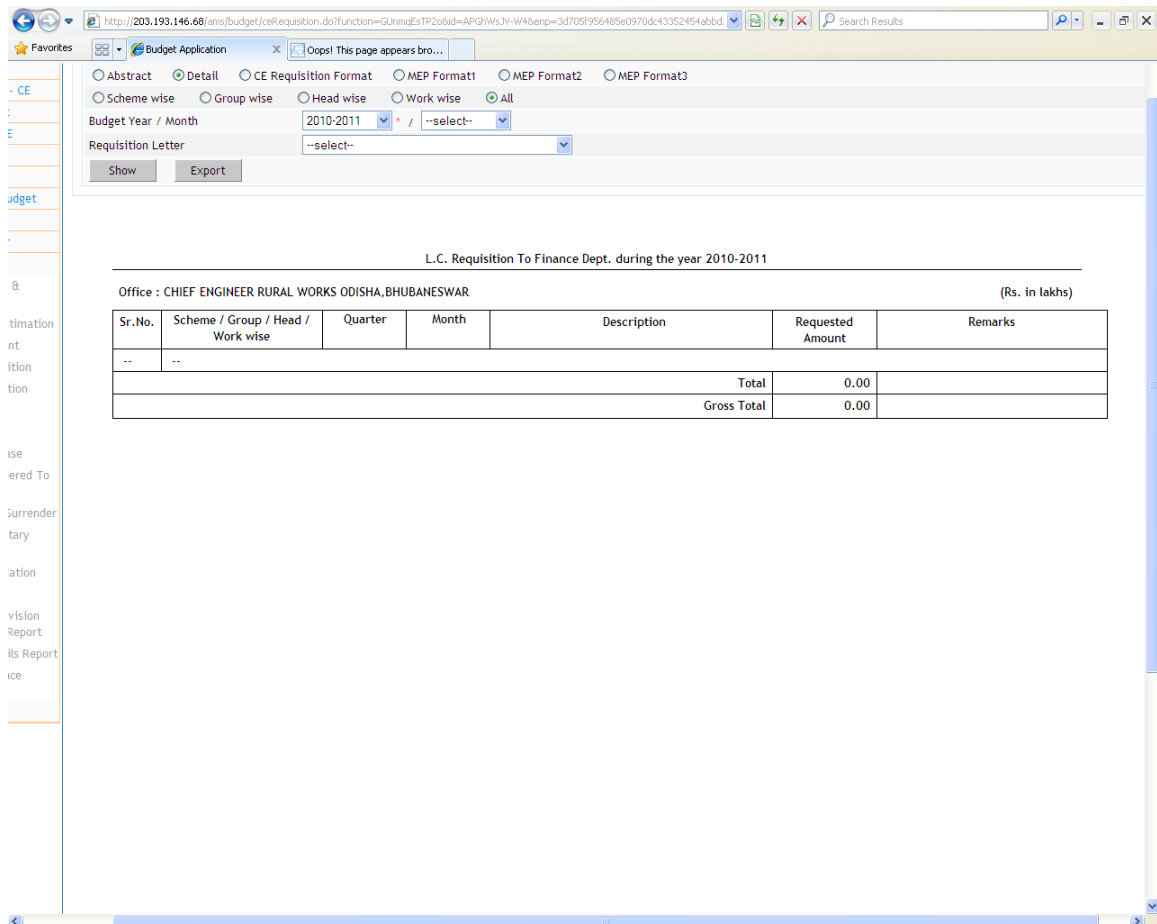 http://203.193.146.68/ams/budget/ceRequisition.do?function=GUnmqEsTP2o&id=APGhWsJV-W4&enp=3d705f956485e0970dc43352454abbd: Search Results
Favorites Budget Application X Oops! This page appears bro...
Abstract Detail CE Requisition Format MEP Format1 MEP Format2 MEP Format3
- CE
Scheme wise Group wise Head wise Work wise All
Budget Year / Month 2010-2011 * / --select--
E
Requisition Letter --select--
Show Export
udget
L.C. Requisition To Finance Dept. during the year 2010-2011
&
Office : CHIEF ENGINEER RURAL WORKS ODISHA,BHUBANESWAR (Rs. in lakhs)
Sr.No. Scheme / Group / Head / Work wise Quarter Month Description Requested Amount Remarks
timation
nt
-- --
ition
Total 0.00
tion
Gross Total 0.00
ase
ered To
Surrender
tary
ation
vision
Report
ils Report
nce